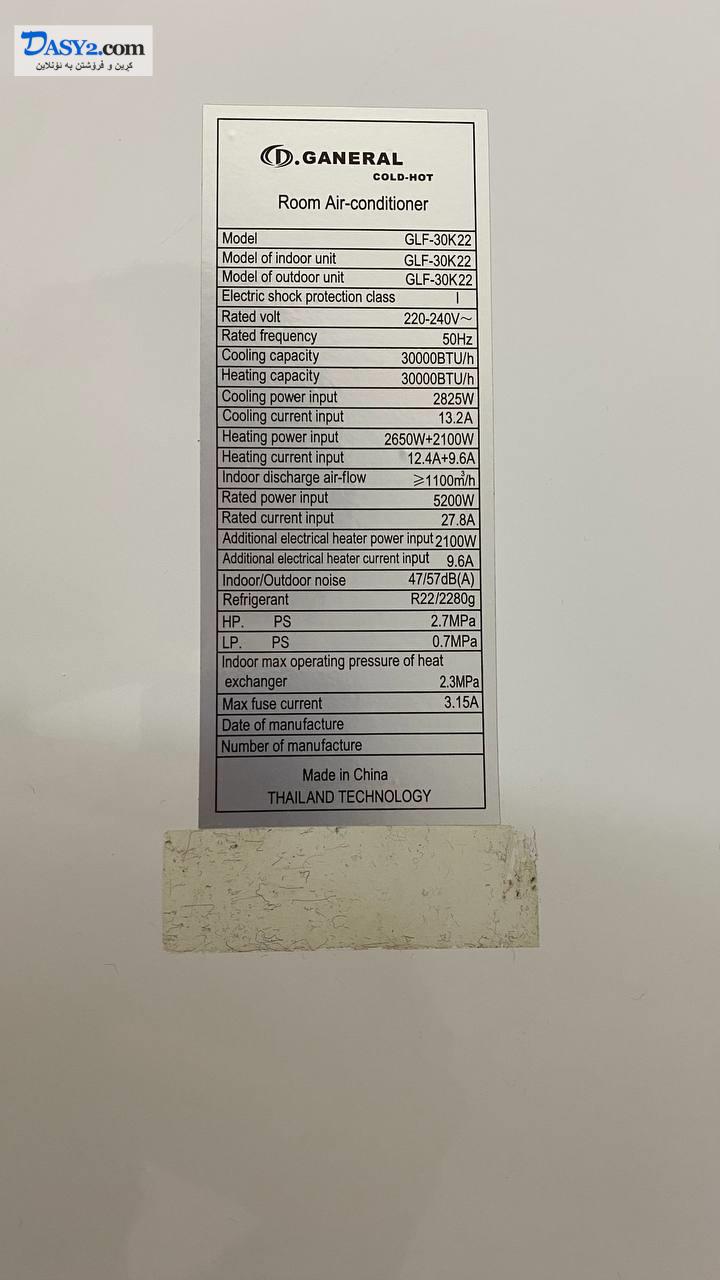 DASY2.com
کڕین و فرۆشتن بە ئۆنلاین
D.GANERAL
COLD-HOT
Room Air-conditioner
Model GLF-30K22
Model of indoor unit GLF-30K22
Model of outdoor unit GLF-30K22
Electric shock protection class I
Rated volt 220-240V~
Rated frequency 50Hz
Cooling capacity 30000BTU/h
Heating capacity 30000BTU/h
Cooling power input 2825W
Cooling current input 13.2A
Heating power input 2650W+2100W
Heating current input 12.4A+9.6A
Indoor discharge air-flow ≥1100m³/h
Rated power input 5200W
Rated current input 27.8A
Additional electrical heater power input 2100W
Additional electrical heater current input 9.6A
Indoor/Outdoor noise 47/57dB(A)
Refrigerant R22/2280g
HP. PS 2.7MPa
LP. PS 0.7MPa
Indoor max operating pressure of heat
exchanger 2.3MPa
Max fuse current 3.15A
Date of manufacture
Number of manufacture
Made in China
THAILAND TECHNOLOGY